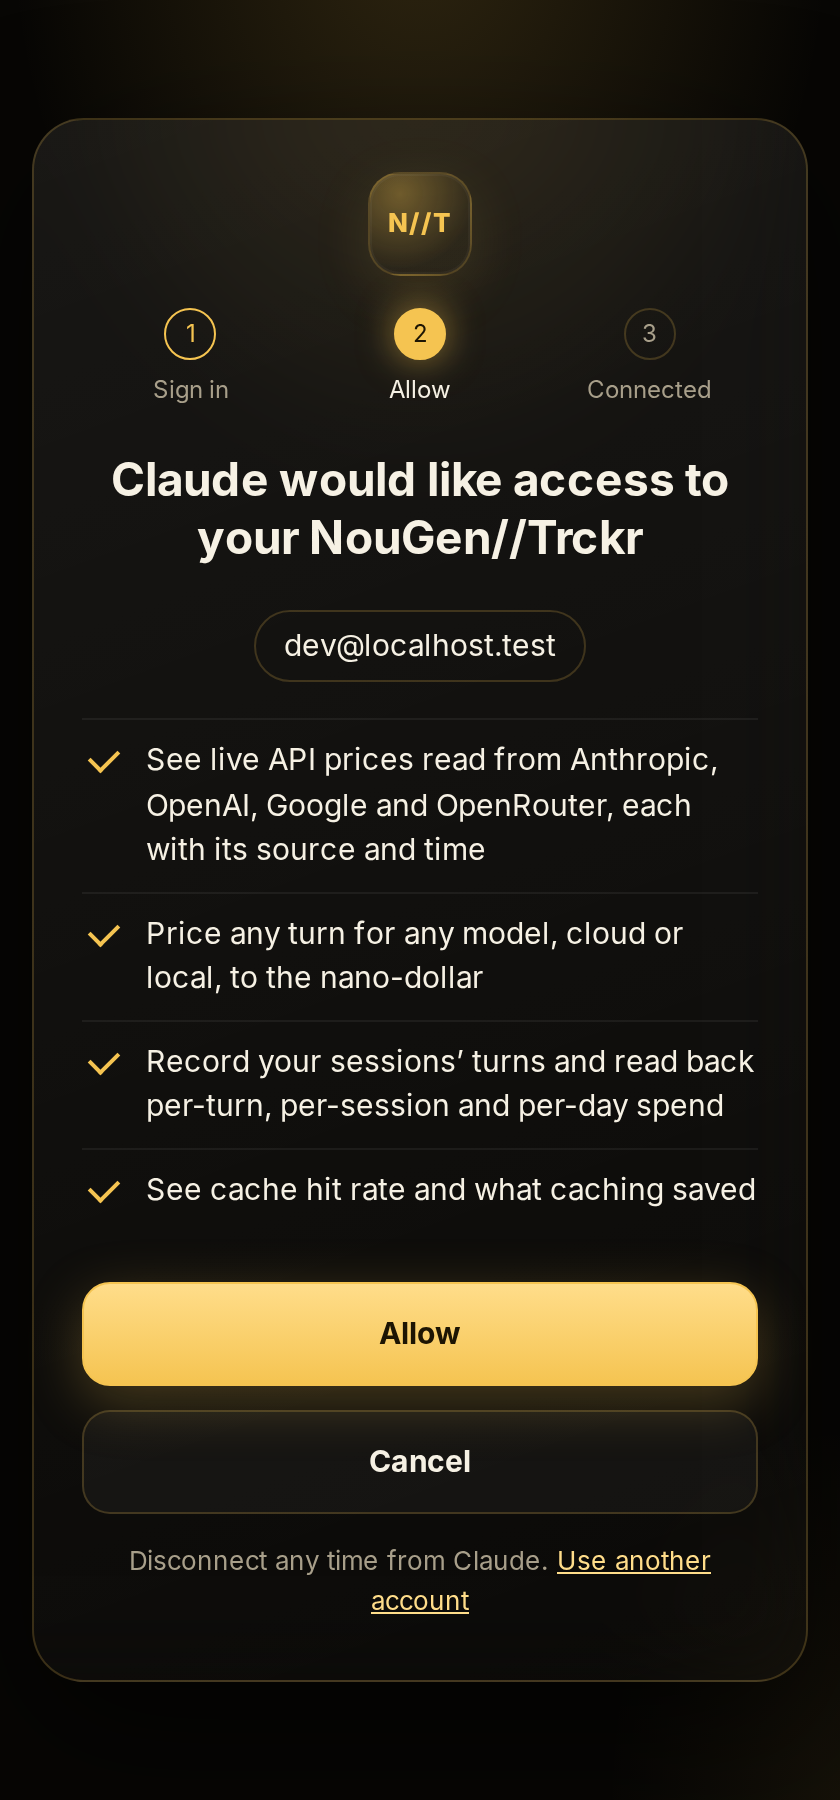 N//T
1
2
3
Sign in
Allow
Connected
Claude would like access to
your NouGen//Trckr
dev@localhost.test
See live API prices read from Anthropic,
OpenAI, Google and OpenRouter, each
with its source and time
Price any turn for any model, cloud or
local, to the nano-dollar
Record your sessions’ turns and read back
per-turn, per-session and per-day spend
See cache hit rate and what caching saved
Allow
Cancel
Disconnect any time from Claude. Use another
account